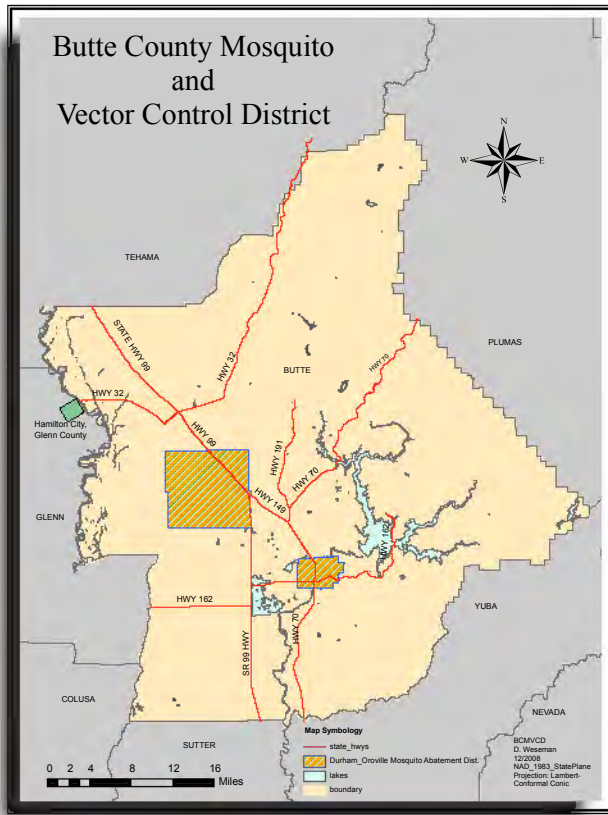 Butte County Mosquito
and
Vector Control District
N
W
E
S
TEHAMA
PLUMAS
STATE HWY 99
HWY 32
HWY 70
BUTTE
HWY 32
Hamilton City,
Glenn County
HWY 99
HWY 191
HWY 70
HWY 149
GLENN
HWY 162
HWY 162
YUBA
SR 99 HWY
HWY 70
COLUSA
NEVADA
SUTTER
Map Symbology
state_hwys
Durham_Oroville Mosquito Abatement Dist.
lakes
boundary
BCMVCD
D. Weseman
12/2008
NAD_1983_StatePlane
Projection: Lambert-
Conformal Conic
0 2 4 8 12 16
Miles